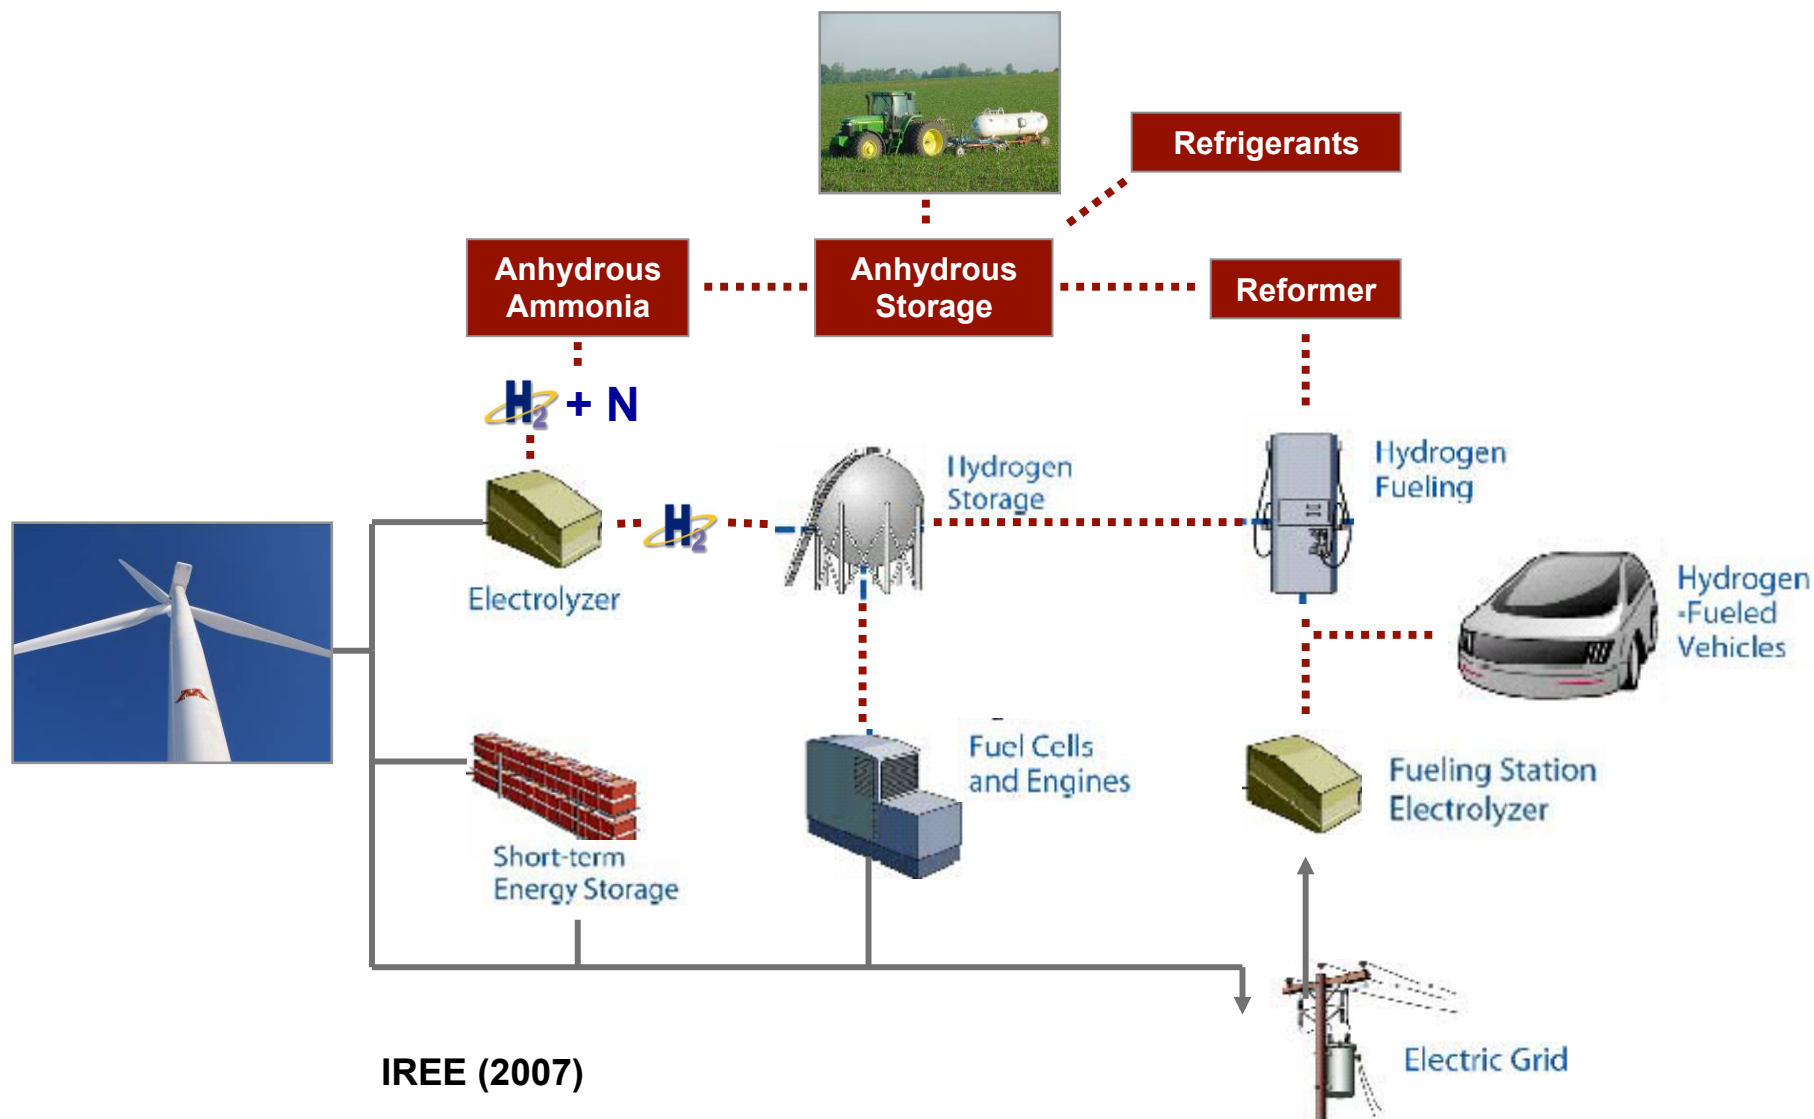 Refrigerants
Anhydrous
Ammonia
Anhydrous
Storage
Reformer
H2 + N
Hydrogen
Storage
Hydrogen
Fueling
H2
Electrolyzer
Hydrogen
-Fueled
Vehicles
Fuel Cells
and Engines
Fueling Station
Electrolyzer
Short-term
Energy Storage
Electric Grid
IREE (2007)